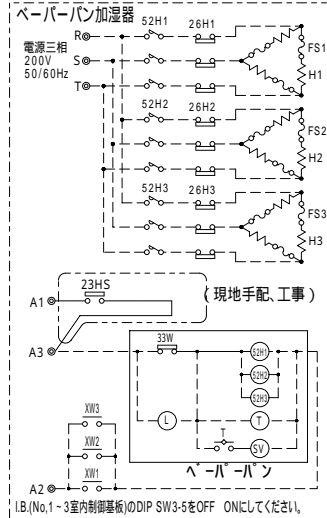 ペーパーパン加湿器
電源三相
200V
50/60Hz
R
S
T
52H1
26H1
FS1
H1
52H2
26H2
FS2
H2
52H3
26H3
FS3
H3
23HS
A1
(現地手配、工事)
A3
33W
52H1
52H2
52H3
L
T
T
SV
ペーパーパン
XW3
XW2
XW1
A2
I.B.(No,1~3室内制御基板)のDIP SW3-5をOFF ONにしてください。